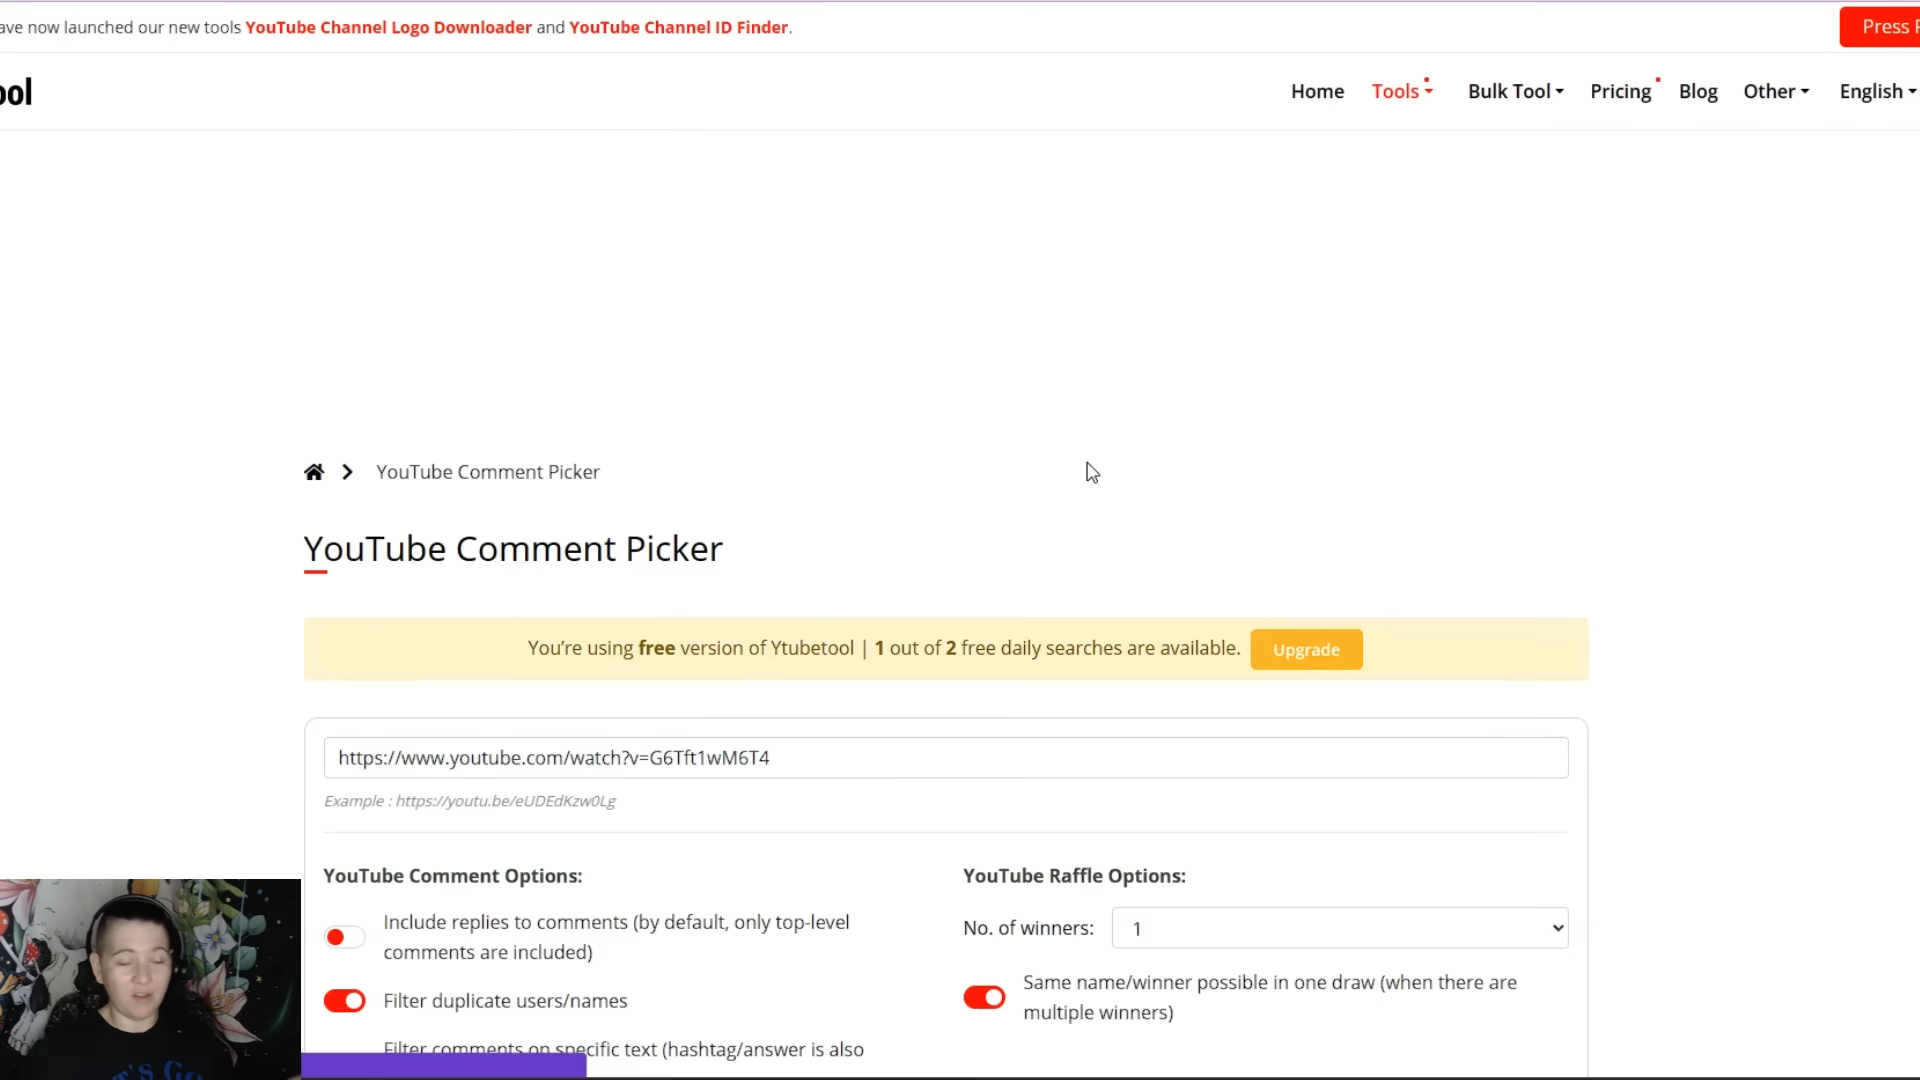 ave now launched our new tools YouTube Channel Logo Downloader and YouTube Channel ID Finder.
Press F
ool
Home Tools Bulk Tool Pricing Blog Other English
YouTube Comment Picker
YouTube Comment Picker
You're using free version of Ytubetool | 1 out of 2 free daily searches are available. Upgrade
https://www.youtube.com/watch?v=G6Tft1wM6T4
Example : https://youtu.be/eUDEdKzw0Lg
YouTube Comment Options:
Include replies to comments (by default, only top-level
comments are included)
Filter duplicate users/names
Filter comments on specific text (hashtag/answer is also
YouTube Raffle Options:
No. of winners: 1
Same name/winner possible in one draw (when there are
multiple winners)